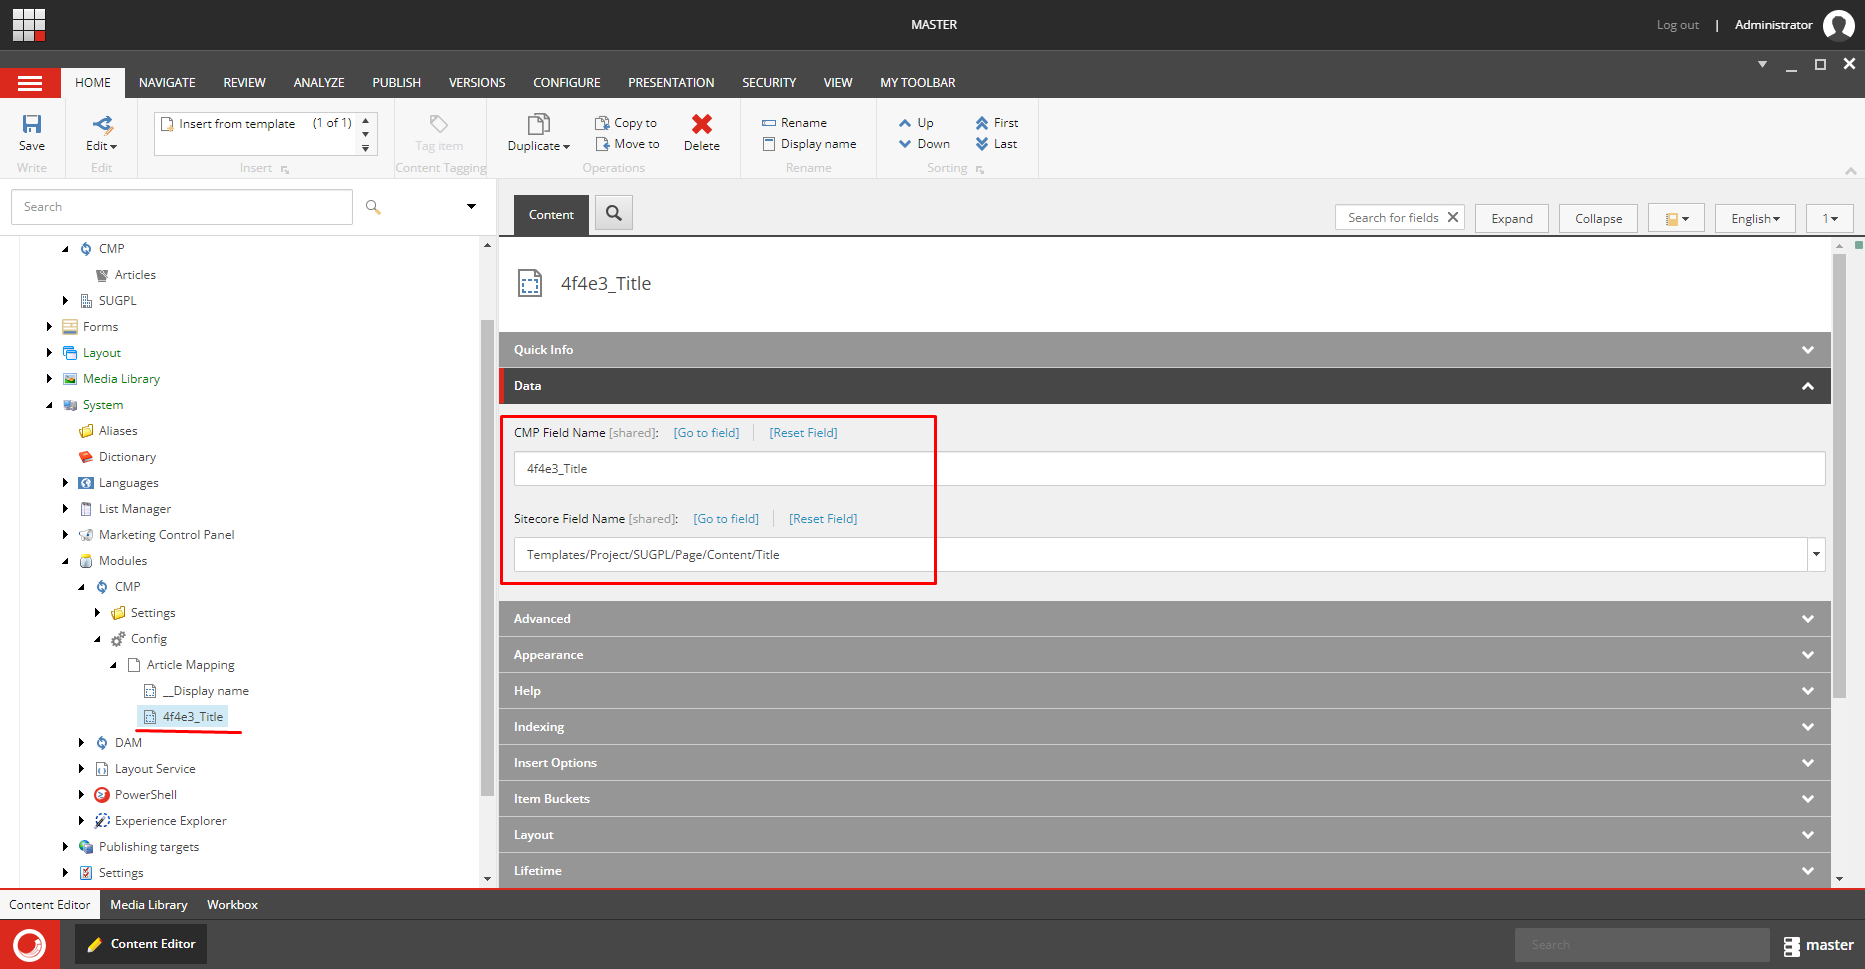 MASTER
Log out | Administrator
HOME NAVIGATE REVIEW ANALYZE PUBLISH VERSIONS CONFIGURE PRESENTATION SECURITY VIEW MY TOOLBAR
Save
Write
Edit
Edit
Insert from template (1 of 1)
Insert
Tag item
Content Tagging
Duplicate
Copy to
Move to
Delete
Operations
Rename
Display name
Rename
Up
Down
First
Last
Sorting
Search
CMP
Articles
SUGPL
Forms
Layout
Media Library
System
Aliases
Dictionary
Languages
List Manager
Marketing Control Panel
Modules
CMP
Settings
Config
Article Mapping
__Display name
4f4e3_Title
DAM
Layout Service
PowerShell
Experience Explorer
Publishing targets
Settings
Content
Search for fields
Expand
Collapse
English
1
4f4e3_Title
Quick Info
Data
CMP Field Name [shared]: [Go to field] [Reset Field]
4f4e3_Title
Sitecore Field Name [shared]: [Go to field] [Reset Field]
Templates/Project/SUGPL/Page/Content/Title
Advanced
Appearance
Help
Indexing
Insert Options
Item Buckets
Layout
Lifetime
Content Editor Media Library Workbox
Content Editor
Search
master